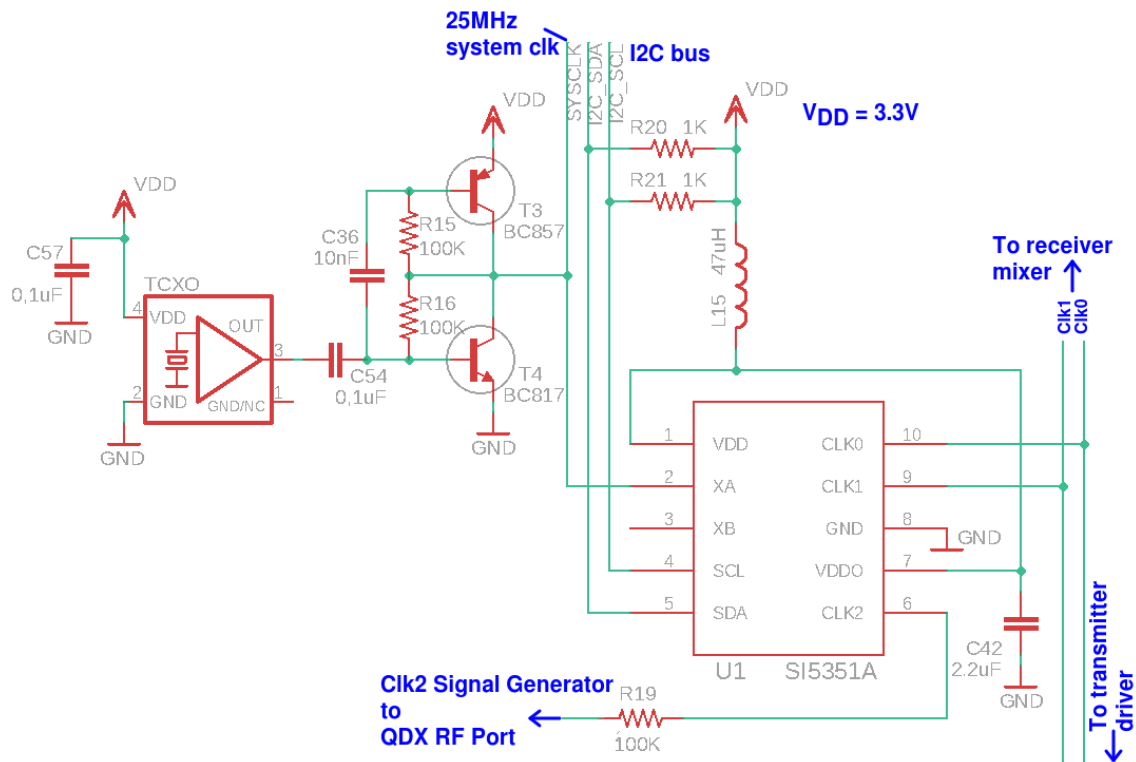 25MHz
system clk
SYSCLK
I2C_SDA
I2C_SCL
I2C bus
VDD
VDD
VDD = 3.3V
R20 1K
R21 1K
VDD
C57
0,1uF
GND
TCXO
4
VDD
OUT
3
2
GND
GND/NC
1
GND
C54
0,1uF
C36
10nF
R15
100K
R16
100K
T3
BC857
T4
BC817
GND
L15
47uH
To receiver
mixer
Clk1
Clk0
1
VDD
CLK0
10
2
XA
CLK1
9
3
XB
GND
8
GND
4
SCL
VDDO
7
5
SDA
CLK2
6
U1
SI5351A
C42
2.2uF
GND
Clk2 Signal Generator
to
QDX RF Port
R19
100K
To transmitter
driver